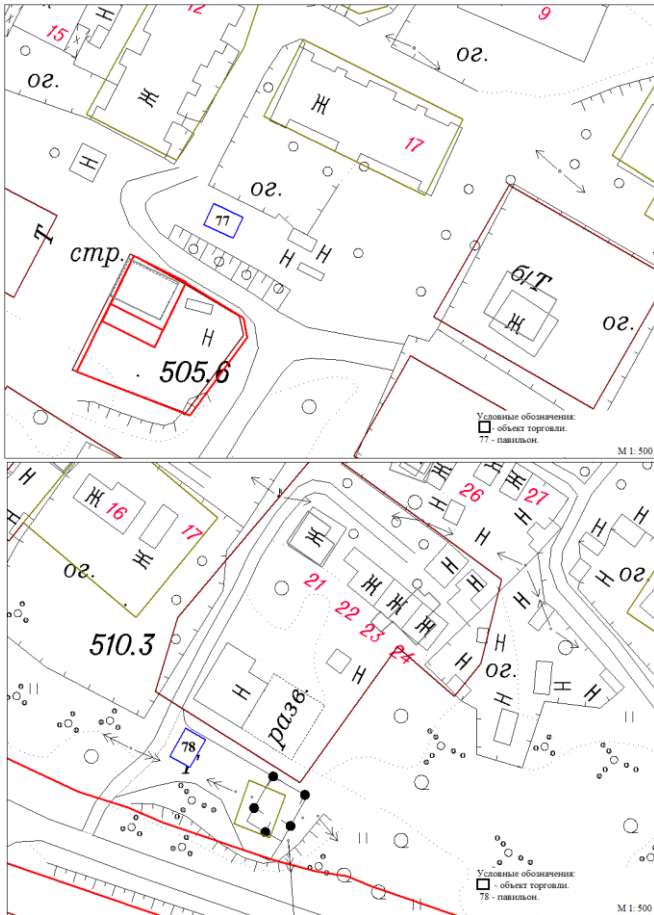 15
Н
12
Ж
ог.
9
ог.
Ж
17
ог.
Н
77
Т
стр.
Н
Н
б/Т
Ж
ог.
Н
505.6
Условные обозначения:
- объект торговли.
77 - павильон.
М 1: 500
Н
Н
Ж
16
17
Ж
ог.
510.3
Ж
21
22
23
24
Ж
Ж
Ж
Н
Н
разв.
Ж
26
Ж
27
Н
Н
Н
Н
Н
Н
ог.
Н
Н
Н
Н
Н
Н
ог.
78
Условные обозначения:
- объект торговли.
78 - павильон.
М 1: 500